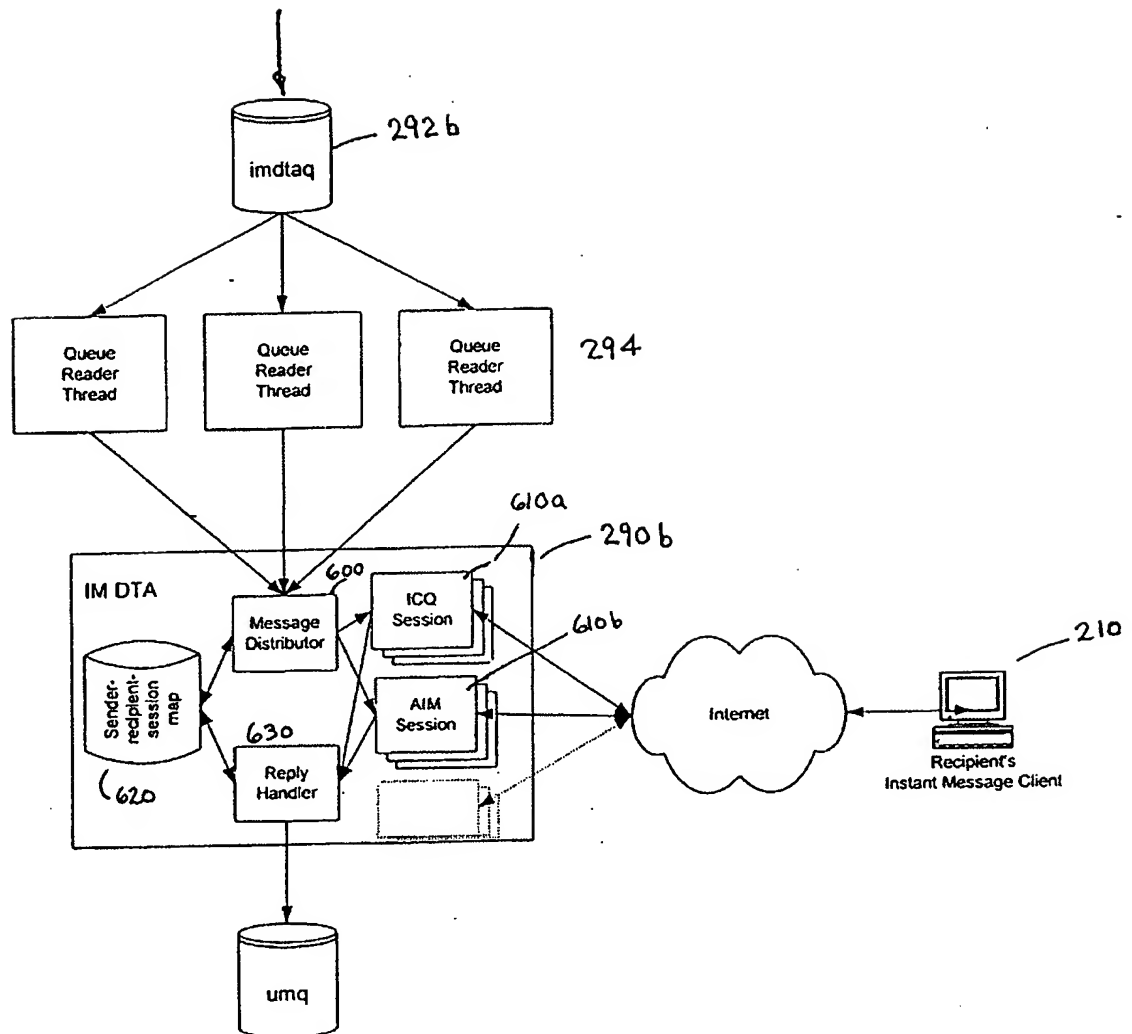 292b
imdtaq
Queue
Reader
Thread
Queue
Reader
Thread
Queue
Reader
Thread
294
610a
290b
IM DTA
600
Message
Distributor
ICQ
Session
610b
Sender-
recipient-
session
map
AIM
Session
630
Reply
Handler
620
Internet
210
Recipient's
Instant Message Client
umq